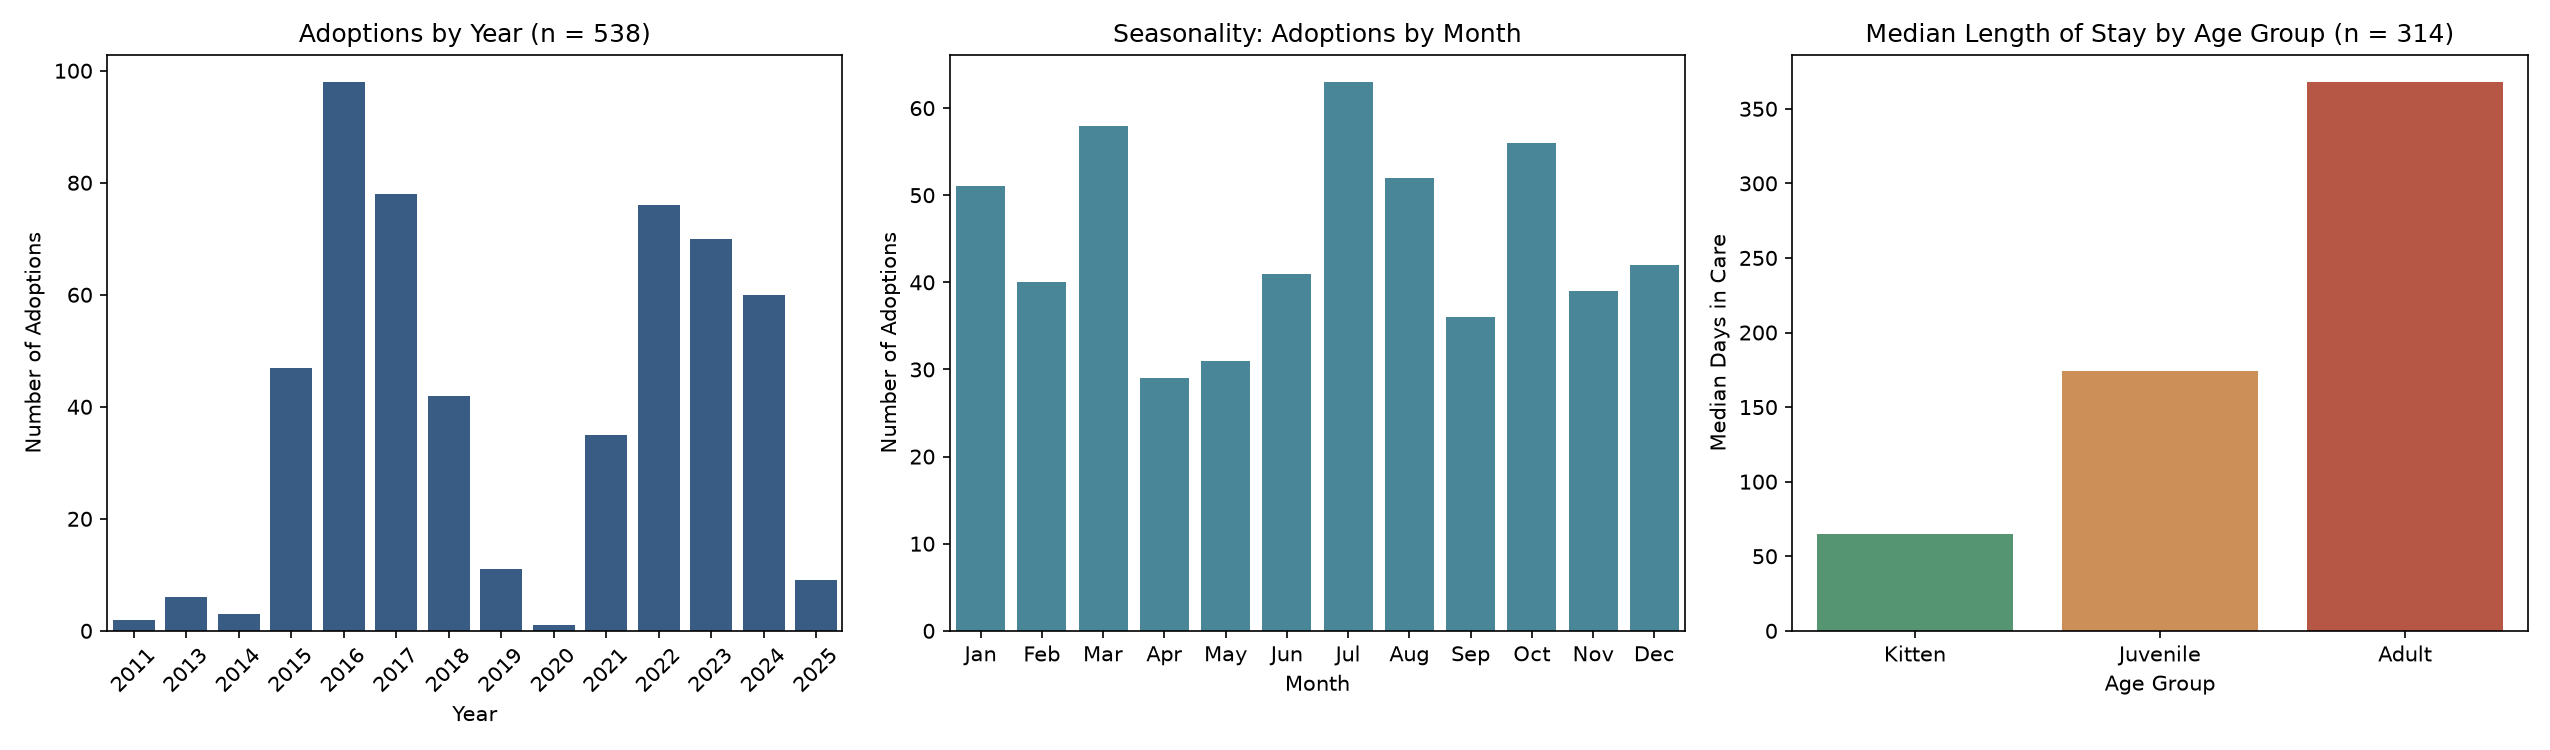 Adoptions by Year (n = 538)
Number of Adoptions
100
80
60
40
20
0
2011 2013 2014 2015 2016 2017 2018 2019 2020 2021 2022 2023 2024 2025
Year
Seasonality: Adoptions by Month
Number of Adoptions
60
50
40
30
20
10
0
Jan Feb Mar Apr May Jun Jul Aug Sep Oct Nov Dec
Month
Median Length of Stay by Age Group (n = 314)
Median Days in Care
350
300
250
200
150
100
50
0
Kitten Juvenile Adult
Age Group